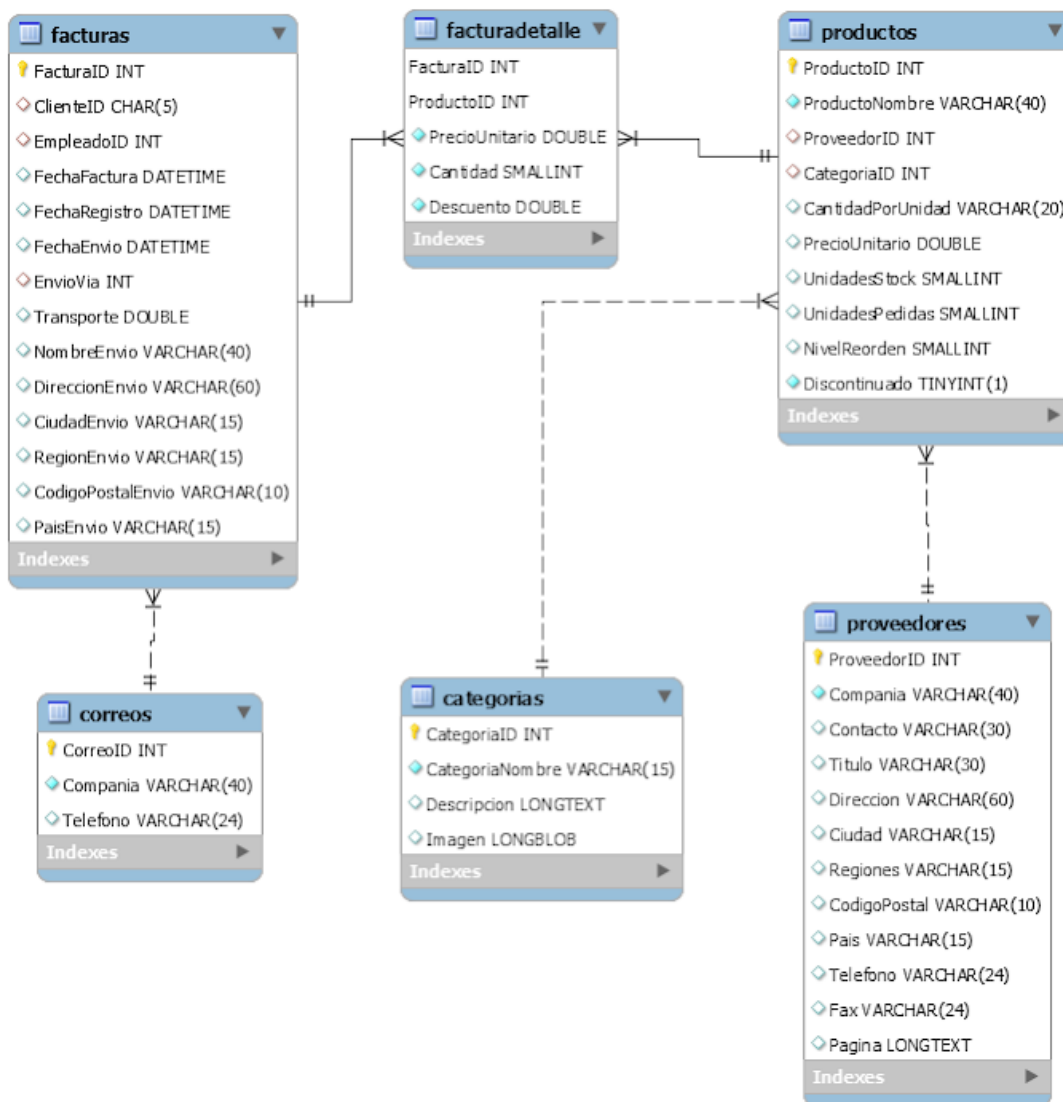 facturas
FacturaID INT
ClienteID CHAR(5)
EmpleadoID INT
FechaFactura DATETIME
FechaRegistro DATETIME
FechaEnvio DATETIME
EnvioVia INT
Transporte DOUBLE
NombreEnvio VARCHAR(40)
DireccionEnvio VARCHAR(60)
CiudadEnvio VARCHAR(15)
RegionEnvio VARCHAR(15)
CodigoPostalEnvio VARCHAR(10)
PaisEnvio VARCHAR(15)
Indexes
facturadetalle
FacturaID INT
ProductoID INT
PrecioUnitario DOUBLE
Cantidad SMALLINT
Descuento DOUBLE
Indexes
productos
ProductoID INT
ProductoNombre VARCHAR(40)
ProveedorID INT
CategoriaID INT
CantidadPorUnidad VARCHAR(20)
PrecioUnitario DOUBLE
UnidadesStock SMALLINT
UnidadesPedidas SMALLINT
NivelReorden SMALLINT
Discontinuado TINYINT(1)
Indexes
correos
CorreoID INT
Compania VARCHAR(40)
Telefono VARCHAR(24)
Indexes
categorias
CategoriaID INT
CategoriaNombre VARCHAR(15)
Descripcion LONGTEXT
Imagen LONGBLOB
Indexes
proveedores
ProveedorID INT
Compania VARCHAR(40)
Contacto VARCHAR(30)
Titulo VARCHAR(30)
Direccion VARCHAR(60)
Ciudad VARCHAR(15)
Regiones VARCHAR(15)
CodigoPostal VARCHAR(10)
Pais VARCHAR(15)
Telefono VARCHAR(24)
Fax VARCHAR(24)
Pagina LONGTEXT
Indexes